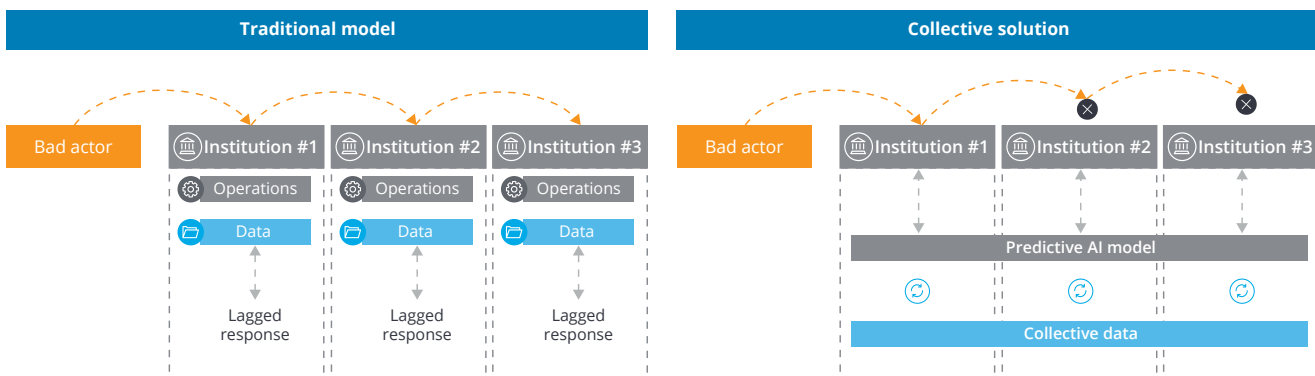 Traditional model
Bad actor
Institution #1
Institution #2
Institution #3
Operations
Operations
Operations
Data
Data
Data
Lagged
response
Lagged
response
Lagged
response
Collective solution
Bad actor
Institution #1
Institution #2
Institution #3
Predictive AI model
Collective data